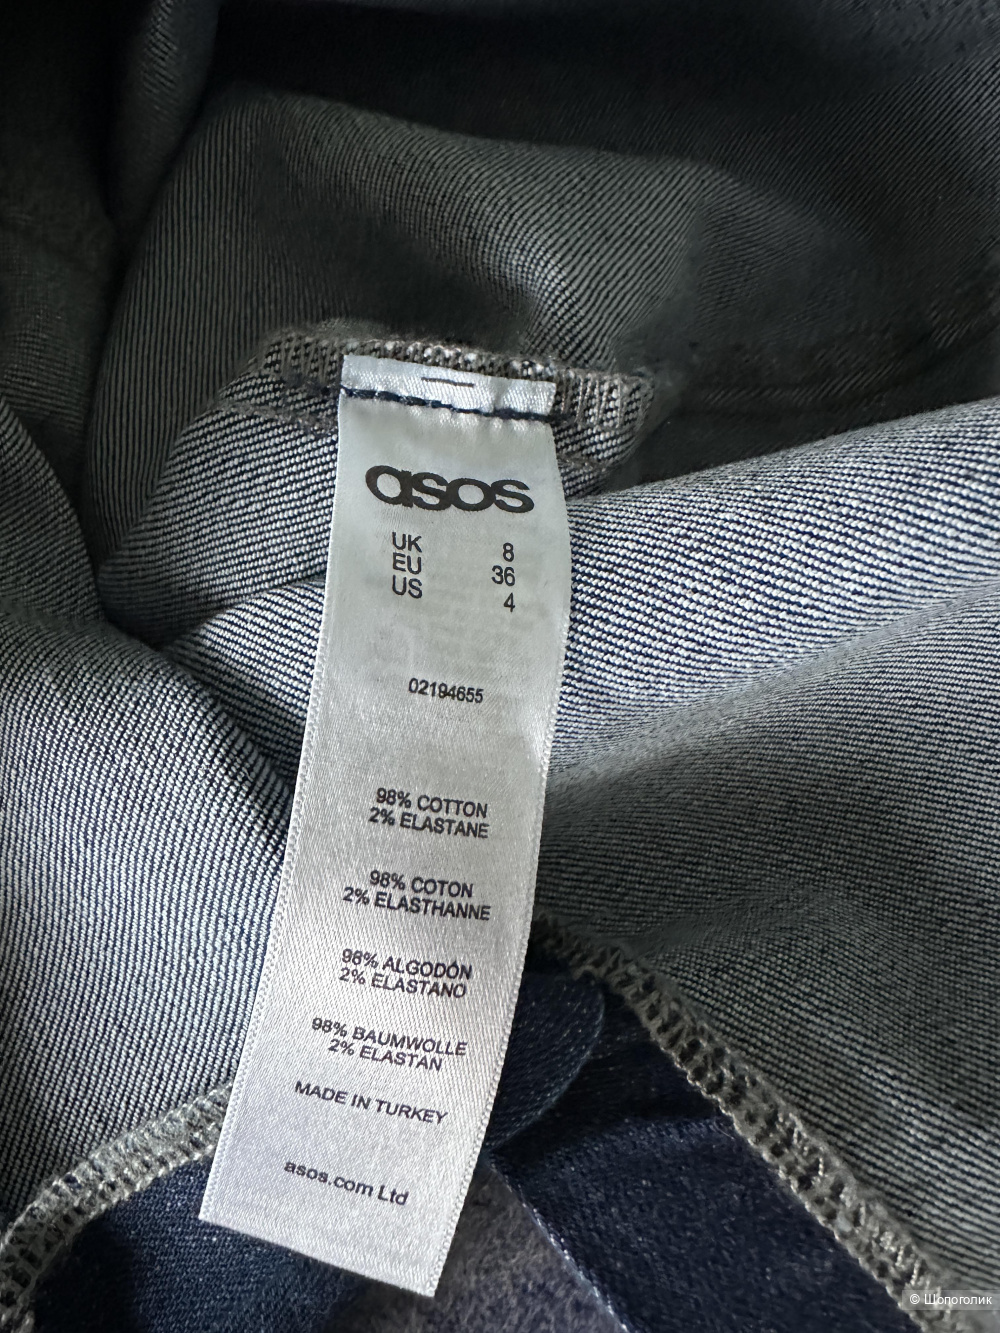 asos
UK 8
EU 36
US 4
02194655
98% COTTON
2% ELASTANE
98% COTON
2% ELASTHANNE
98% ALGODÓN
2% ELASTANO
98% BAUMWOLLE
2% ELASTAN
MADE IN TURKEY
asos.com Ltd
© Шопоголик